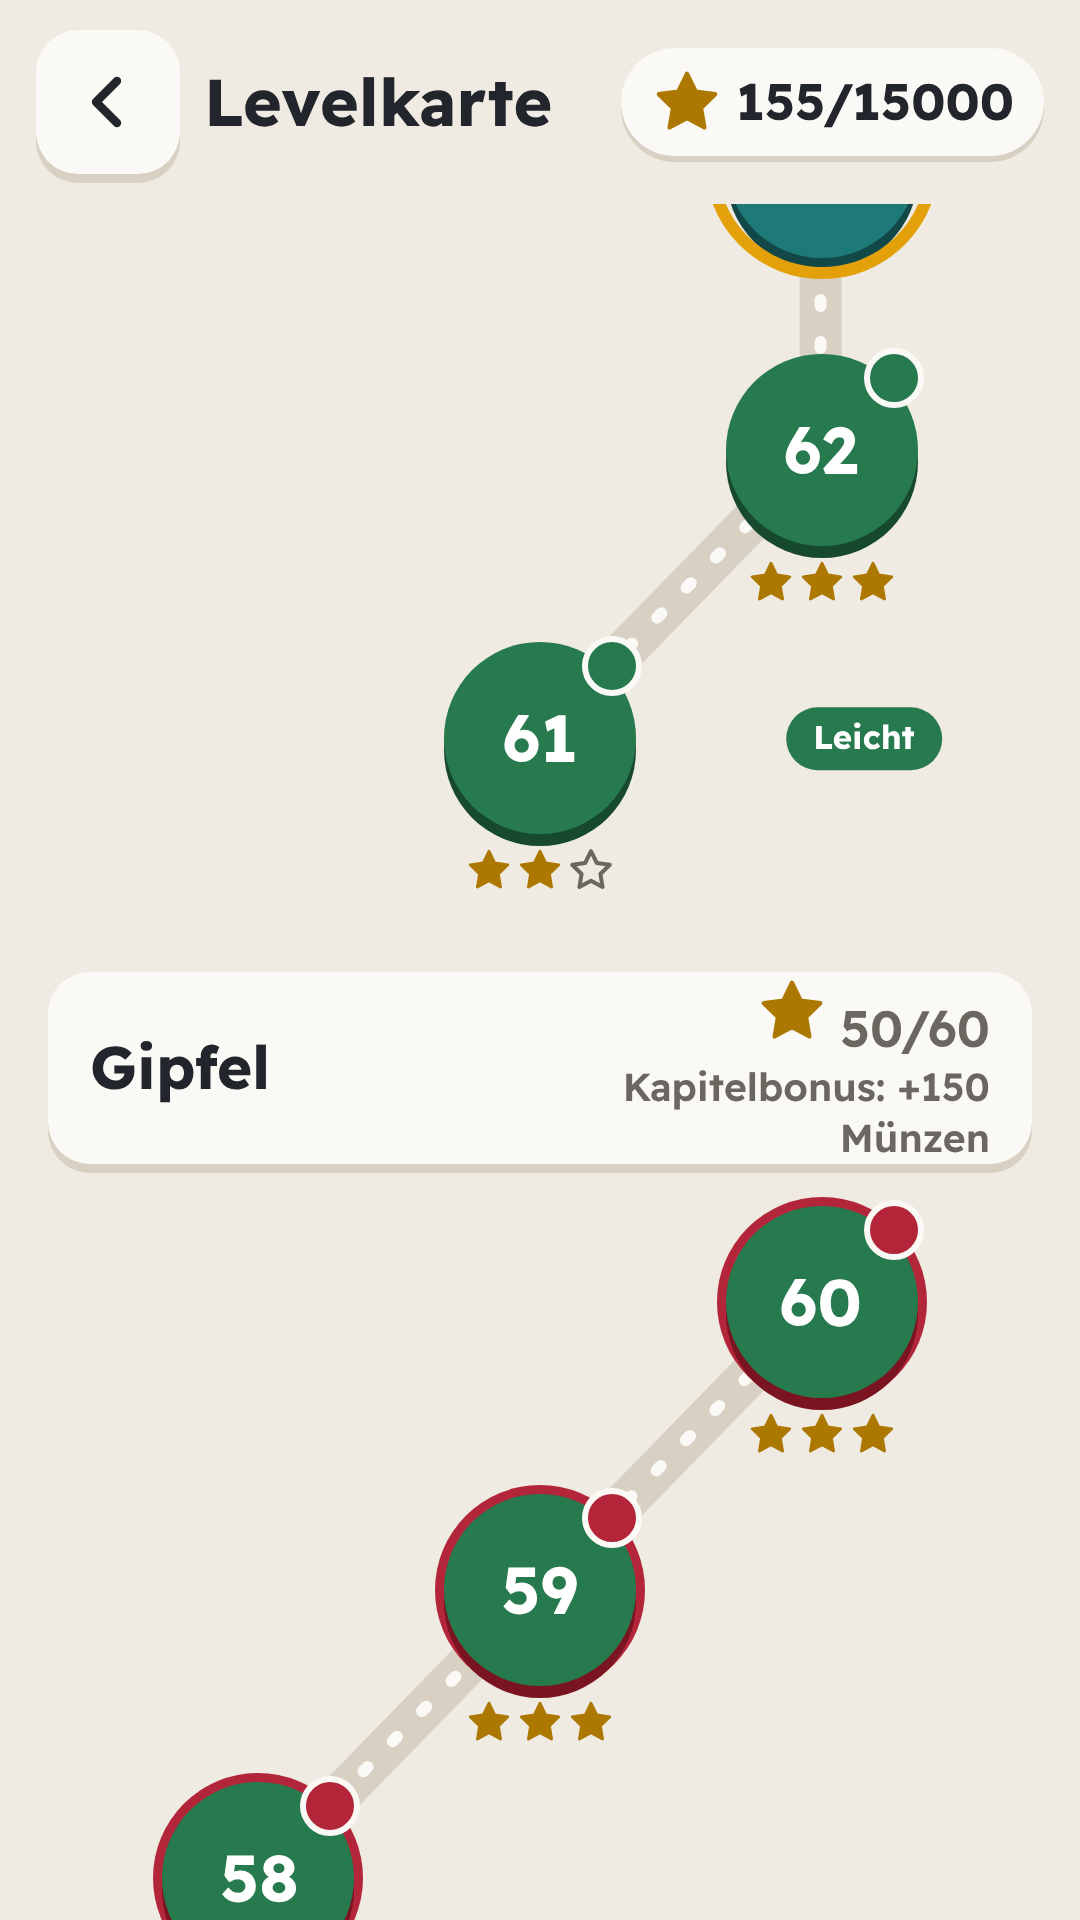 Levelkarte
155/15000
62
61
Leicht
Gipfel
50/60
Kapitelbonus: +150
Münzen
60
59
58